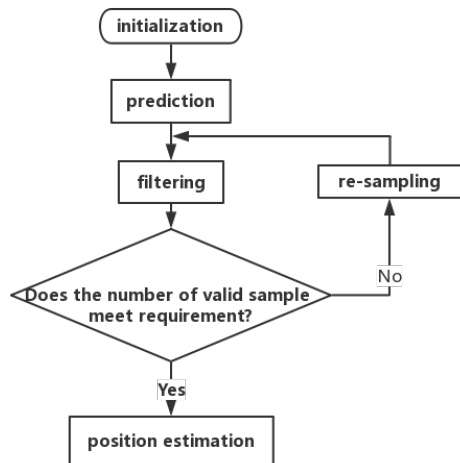 initialization
prediction
filtering
re-sampling
Does the number of valid sample
meet requirement?
No
Yes
position estimation